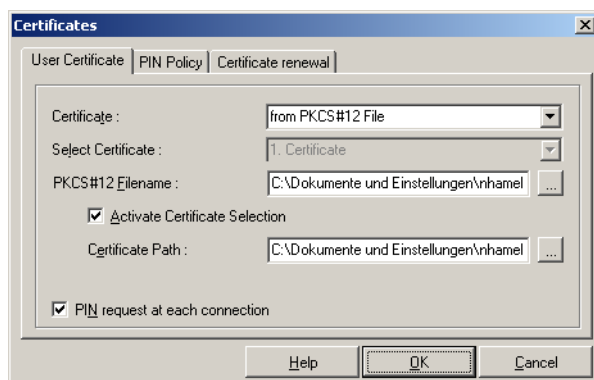 Certificates
User Certificate PIN Policy Certificate renewal
Certificate : from PKCS#12 File
Select Certificate : 1. Certificate
PKCS#12 Filename : C:\Dokumente und Einstellungen\nhamel ...
Activate Certificate Selection
Certificate Path : C:\Dokumente und Einstellungen\nhamel ...
PIN request at each connection
Help OK Cancel